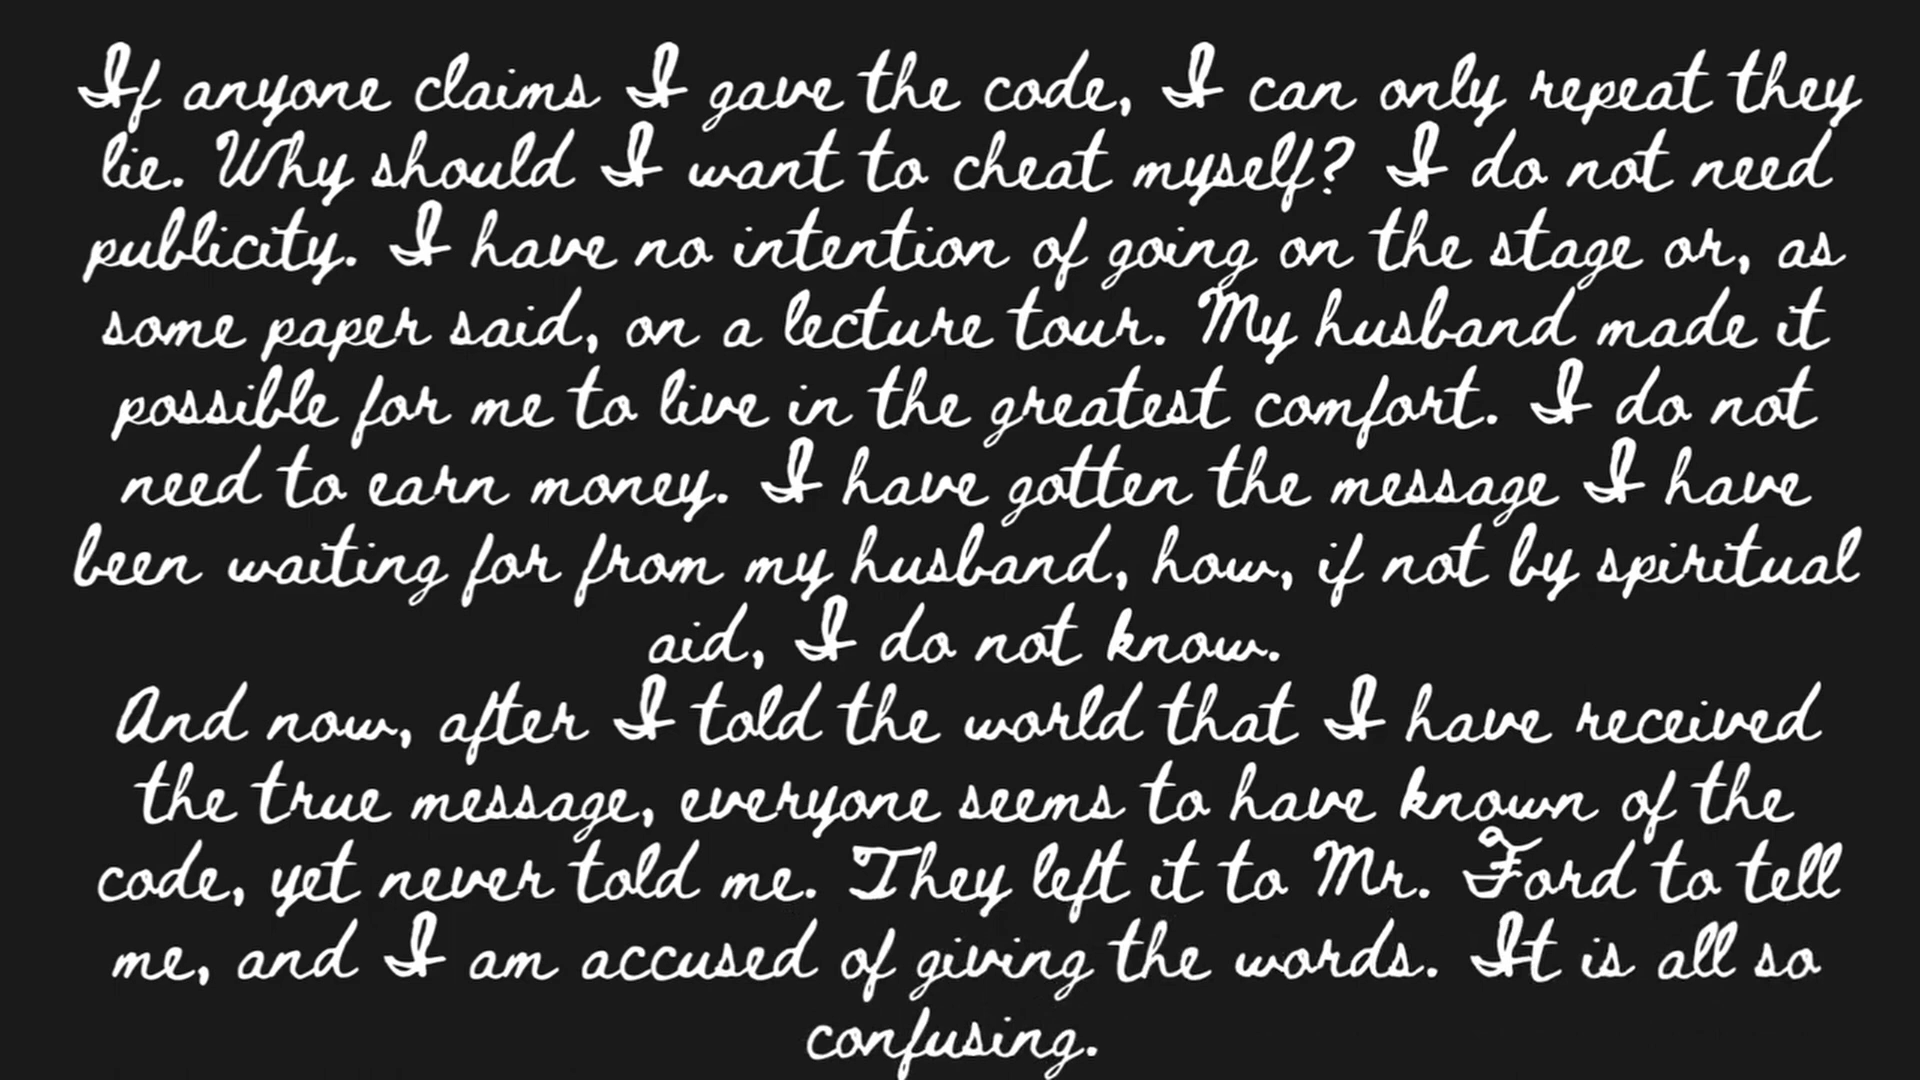 If anyone claims I gave the code, I can only repeat they
lie. Why should I want to cheat myself? I do not need
publicity. I have no intention of going on the stage or, as
some paper said, on a lecture tour. My husband made it
possible for me to live in the greatest comfort. I do not
need to earn money. I have gotten the message I have
been waiting for from my husband, how, if not by spiritual
aid, I do not know.
And now, after I told the world that I have received
the true message, everyone seems to have known of the
code, yet never told me. They left it to Mr. Ford to tell
me, and I am accused of giving the words. It is all so
confusing.